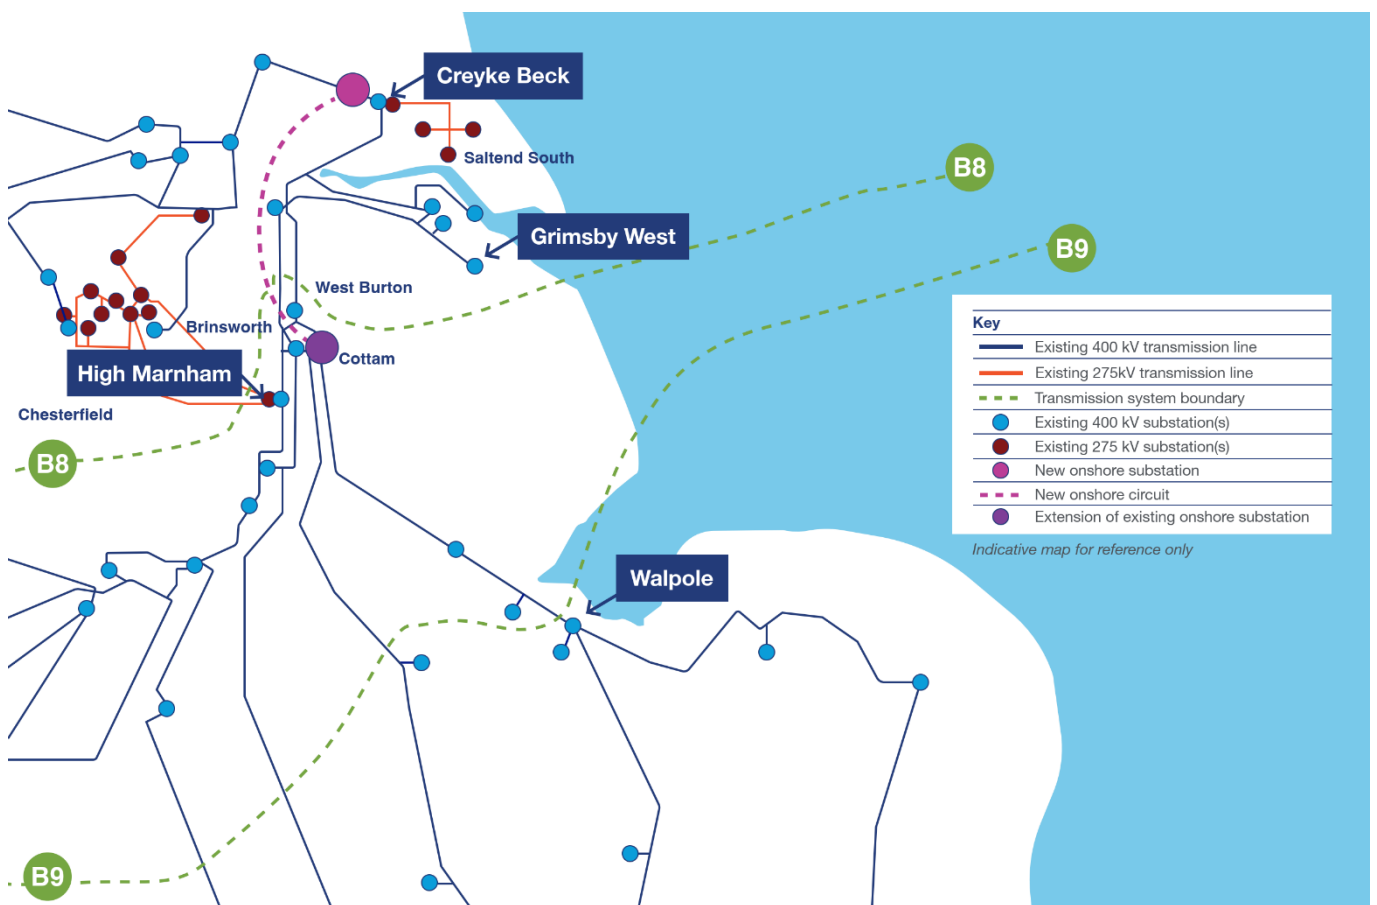 Creyke Beck
Saltend South
B8
Grimsby West
B9
West Burton
Brinsworth
Cottam
High Marnham
Chesterfield
B8
Key
Existing 400 kV transmission line
Existing 275kV transmission line
Transmission system boundary
Existing 400 kV substation(s)
Existing 275 kV substation(s)
New onshore substation
New onshore circuit
Extension of existing onshore substation
Indicative map for reference only
Walpole
B9